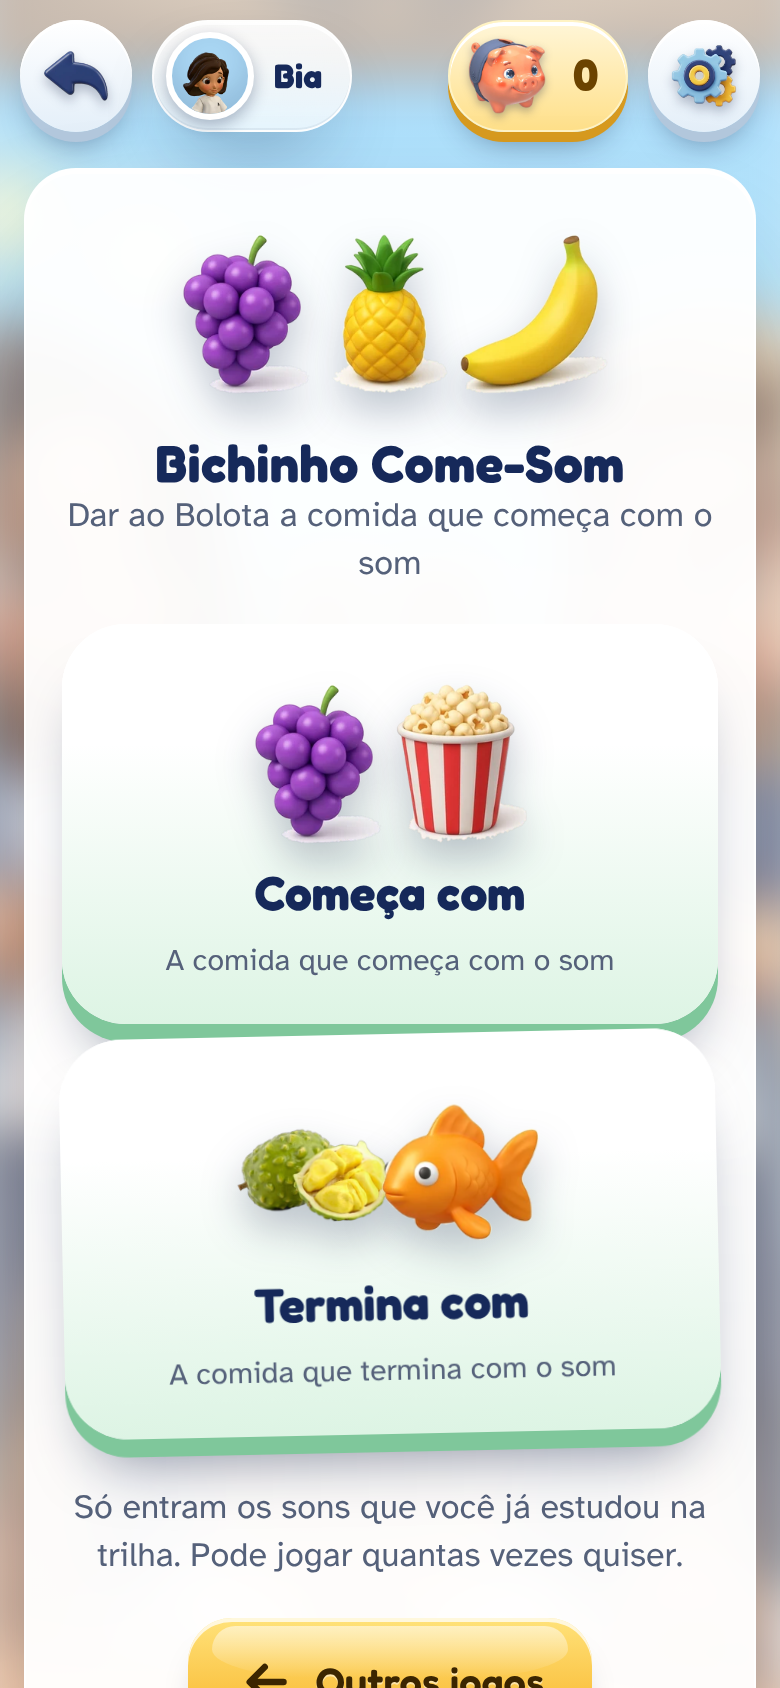 Bia
0
Bichinho Come-Som
Dar ao Bolota a comida que começa com o
som
Começa com
A comida que começa com o som
Termina com
A comida que termina com o som
Só entram os sons que você já estudou na
trilha. Pode jogar quantas vezes quiser.
← Outros jogos